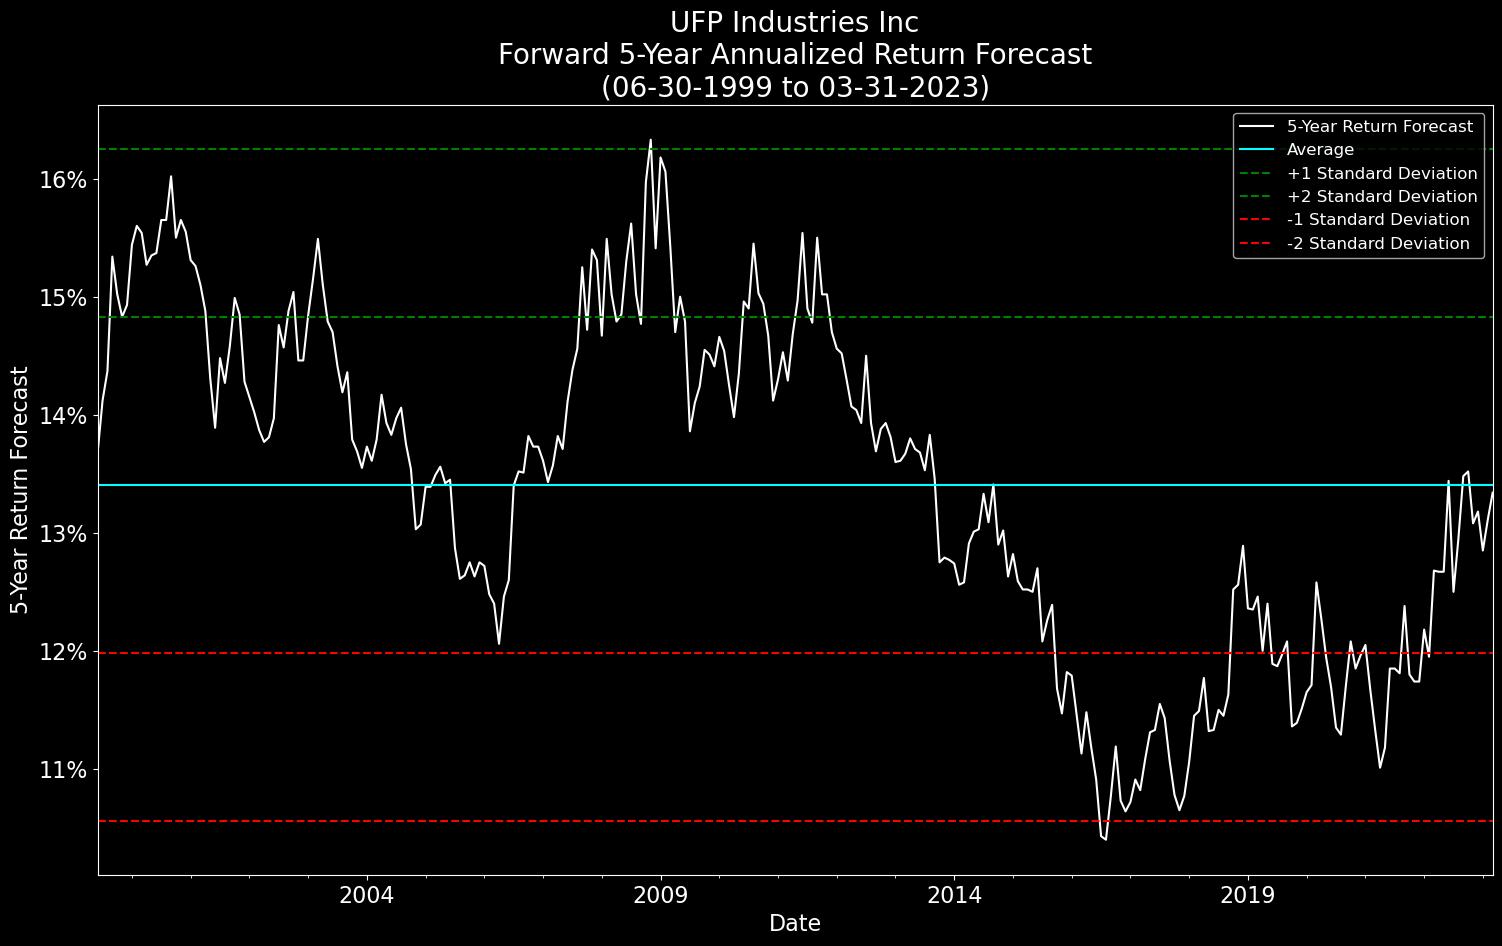 UFP Industries Inc
Forward 5-Year Annualized Return Forecast
(06-30-1999 to 03-31-2023)
5-Year Return Forecast
Average
+1 Standard Deviation
+2 Standard Deviation
-1 Standard Deviation
-2 Standard Deviation
16%
15%
14%
13%
12%
11%
5-Year Return Forecast
2004
2009
2014
2019
Date